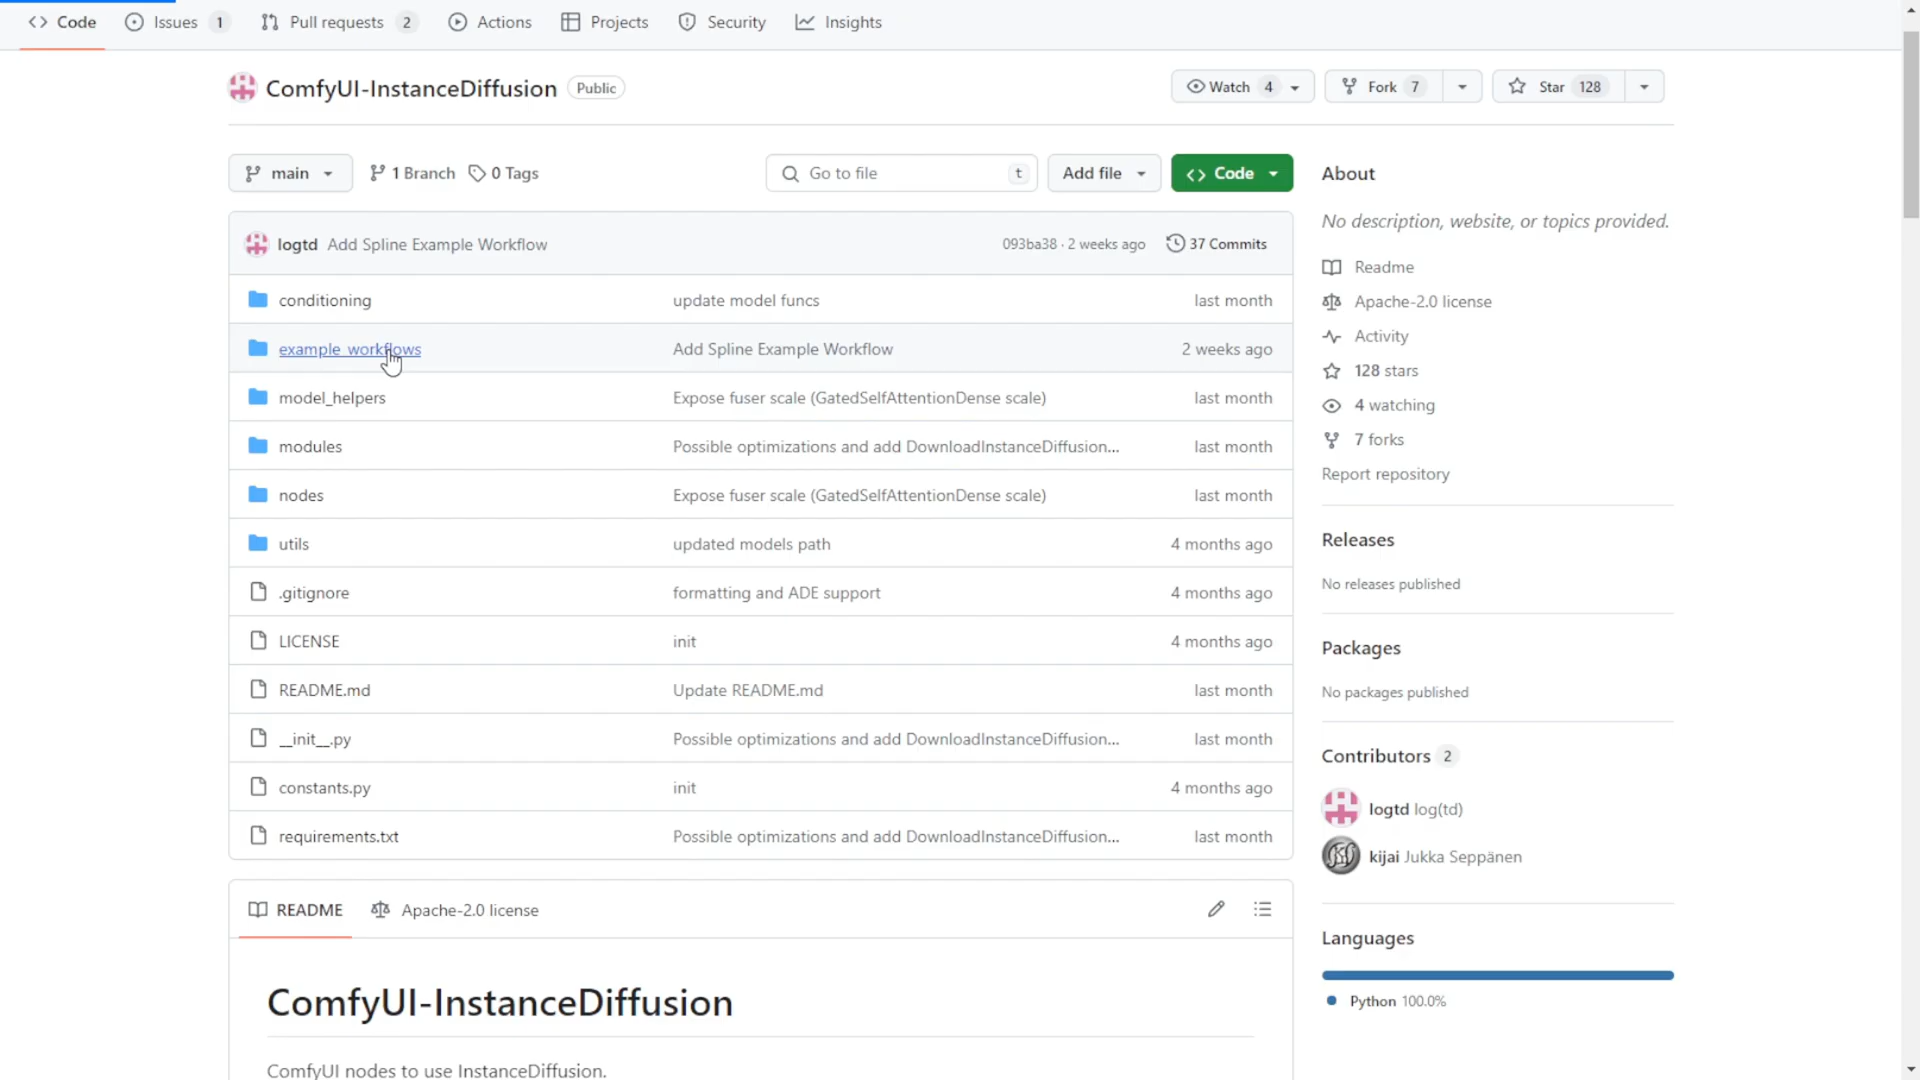 Code Issues 1 Pull requests 2 Actions Projects Security Insights
ComfyUI-InstanceDiffusion Public Watch 4 Fork 7 Star 128
main 1 Branch 0 Tags Go to file t Add file Code
logtd Add Spline Example Workflow 093ba38 · 2 weeks ago 37 Commits
conditioning update model funcs last month
example_workflows Add Spline Example Workflow 2 weeks ago
model_helpers Expose fuser scale (GatedSelfAttentionDense scale) last month
modules Possible optimizations and add DownloadInstanceDiffusion... last month
nodes Expose fuser scale (GatedSelfAttentionDense scale) last month
utils updated models path 4 months ago
.gitignore formatting and ADE support 4 months ago
LICENSE init 4 months ago
README.md Update README.md last month
__init__.py Possible optimizations and add DownloadInstanceDiffusion... last month
constants.py init 4 months ago
requirements.txt Possible optimizations and add DownloadInstanceDiffusion... last month
README Apache-2.0 license
ComfyUI-InstanceDiffusion
ComfyUI nodes to use InstanceDiffusion.
About
No description, website, or topics provided.
Readme
Apache-2.0 license
Activity
128 stars
4 watching
7 forks
Report repository
Releases
No releases published
Packages
No packages published
Contributors 2
logtd log(td)
kijai Jukka Seppänen
Languages
Python 100.0%